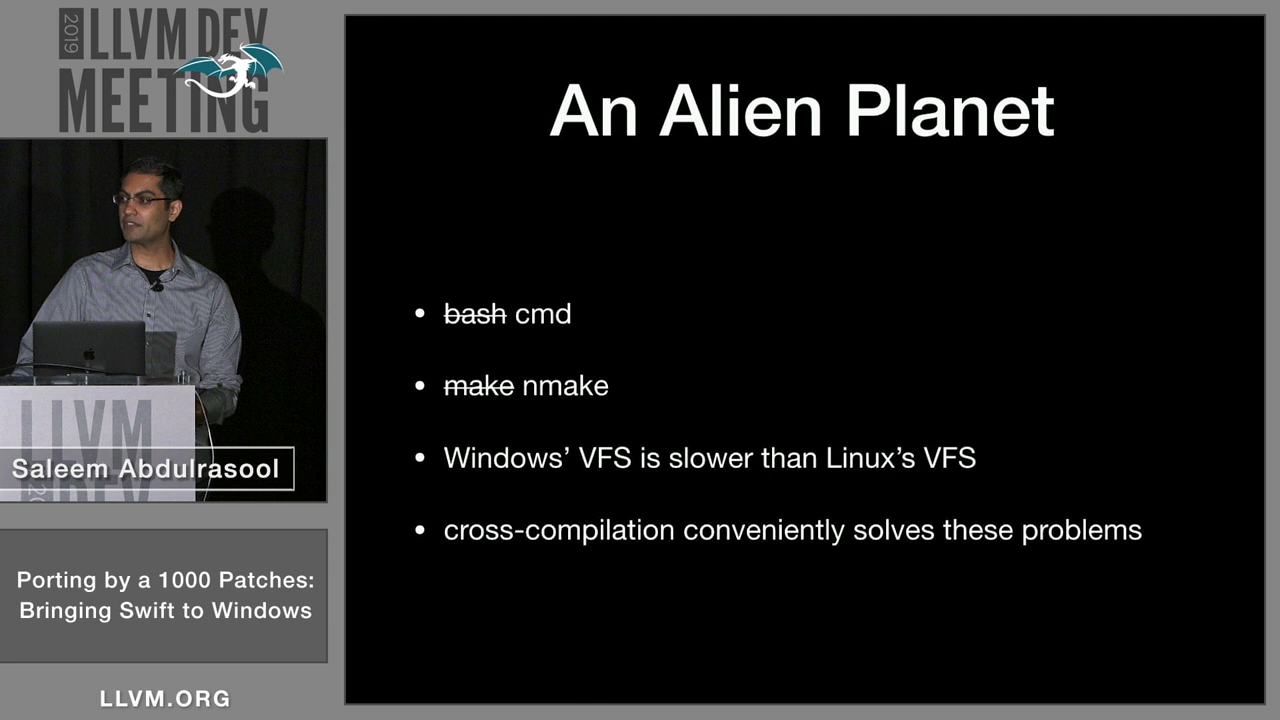 2019 LLVM DEV
MEETING
An Alien Planet
• bash cmd
• make nmake
• Windows’ VFS is slower than Linux’s VFS
• cross-compilation conveniently solves these problems
LLVM
Saleem Abdulrasool
Porting by a 1000 Patches:
Bringing Swift to Windows
LLVM.ORG